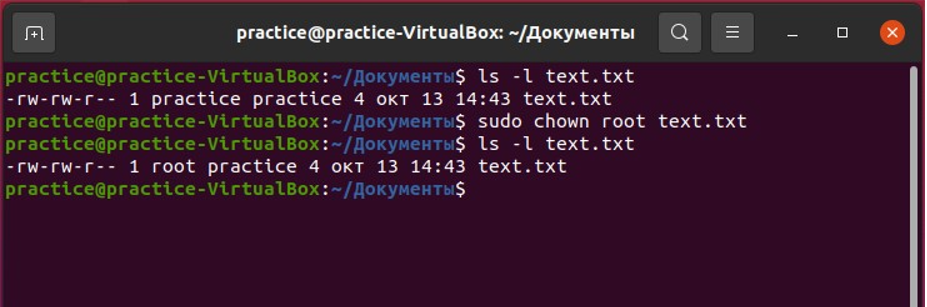 practice@practice-VirtualBox: ~/Документы
practice@practice-VirtualBox:~/Документы$ ls -l text.txt
-rw-rw-r-- 1 practice practice 4 окт 13 14:43 text.txt
practice@practice-VirtualBox:~/Документы$ sudo chown root text.txt
practice@practice-VirtualBox:~/Документы$ ls -l text.txt
-rw-rw-r-- 1 root practice 4 окт 13 14:43 text.txt
practice@practice-VirtualBox:~/Документы$